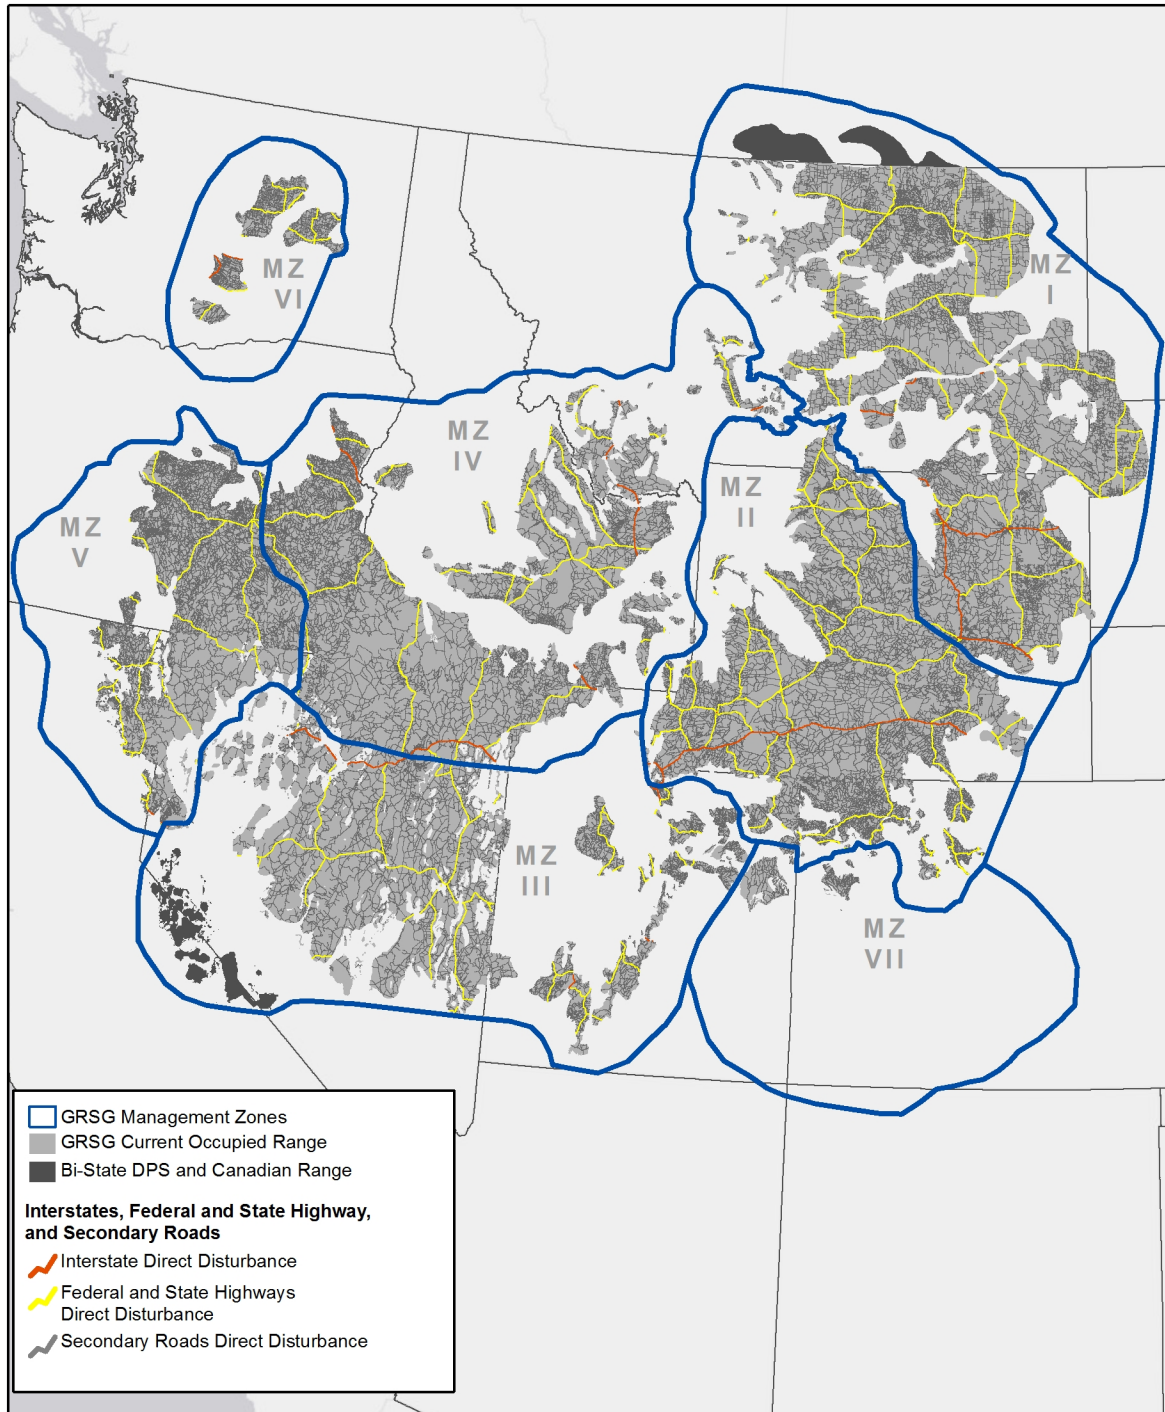 MZ
VI
MZ
I
MZ
IV
MZ
II
MZ
V
MZ
III
MZ
VII
GRSG Management Zones
GRSG Current Occupied Range
Bi-State DPS and Canadian Range
Interstates, Federal and State Highway,
and Secondary Roads
Interstate Direct Disturbance
Federal and State Highways
Direct Disturbance
Secondary Roads Direct Disturbance